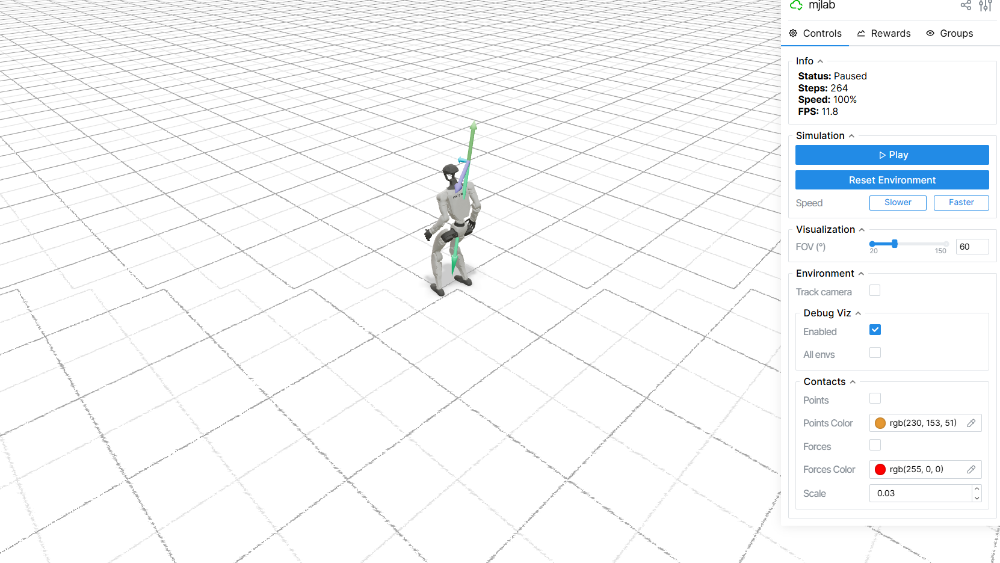 mjlab
Controls
Rewards
Groups
Info
Status: Paused
Steps: 264
Speed: 100%
FPS: 11.8
Simulation
Play
Reset Environment
Speed
Slower
Faster
Visualization
FOV (°)
20
150
60
Environment
Track camera
Debug Viz
Enabled
All envs
Contacts
Points
Points Color
rgb(230, 153, 51)
Forces
Forces Color
rgb(255, 0, 0)
Scale
0.03